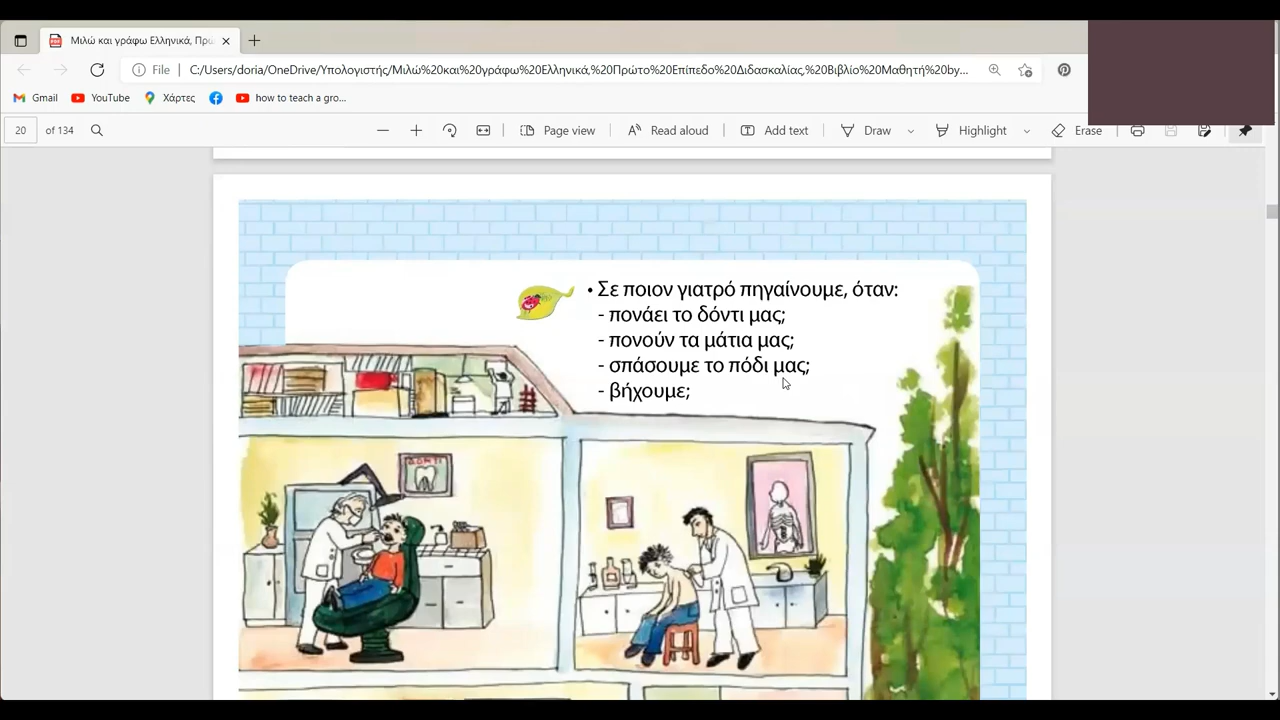 Μιλώ και γράφω Ελληνικά, Πρώ
File
C:/Users/doria/OneDrive/Υπολογιστής/Μιλώ%20και%20γράφω%20Ελληνικά,%20Πρώτο%20Επίπεδο%20Διδασκαλίας,%20Βιβλίο%20Μαθητή%20by...
Gmail YouTube Χάρτες how to teach a gro...
20 of 134 Page view Read aloud Add text Draw Highlight Erase
• Σε ποιον γιατρό πηγαίνουμε, όταν:
- πονάει το δόντι μας;
- πονούν τα μάτια μας;
- σπάσουμε το πόδι μας;
- βήχουμε;
ΔΟΝΤΙ